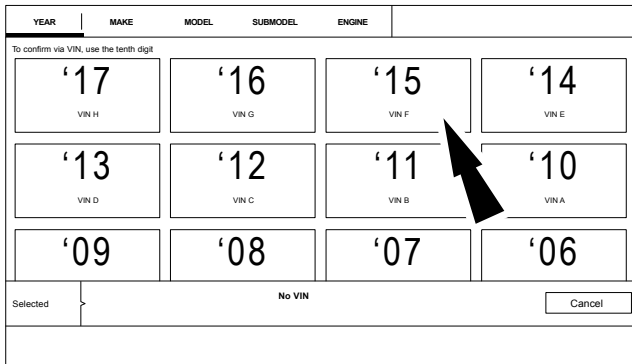 YEAR MAKE MODEL SUBMODEL ENGINE
To confirm via VIN, use the tenth digit
‘17 ‘16 ‘15 ‘14
VIN H VIN G VIN F VIN E
‘13 ‘12 ‘11 ‘10
VIN D VIN C VIN B VIN A
‘09 ‘08 ‘07 ‘06
Selected No VIN Cancel